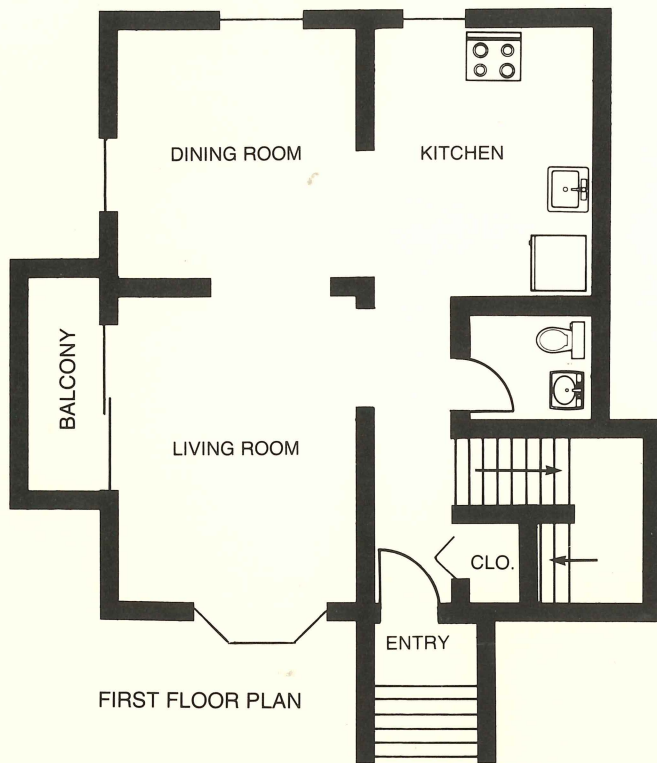 DINING ROOM
KITCHEN
BALCONY
LIVING ROOM
CLO.
ENTRY
FIRST FLOOR PLAN